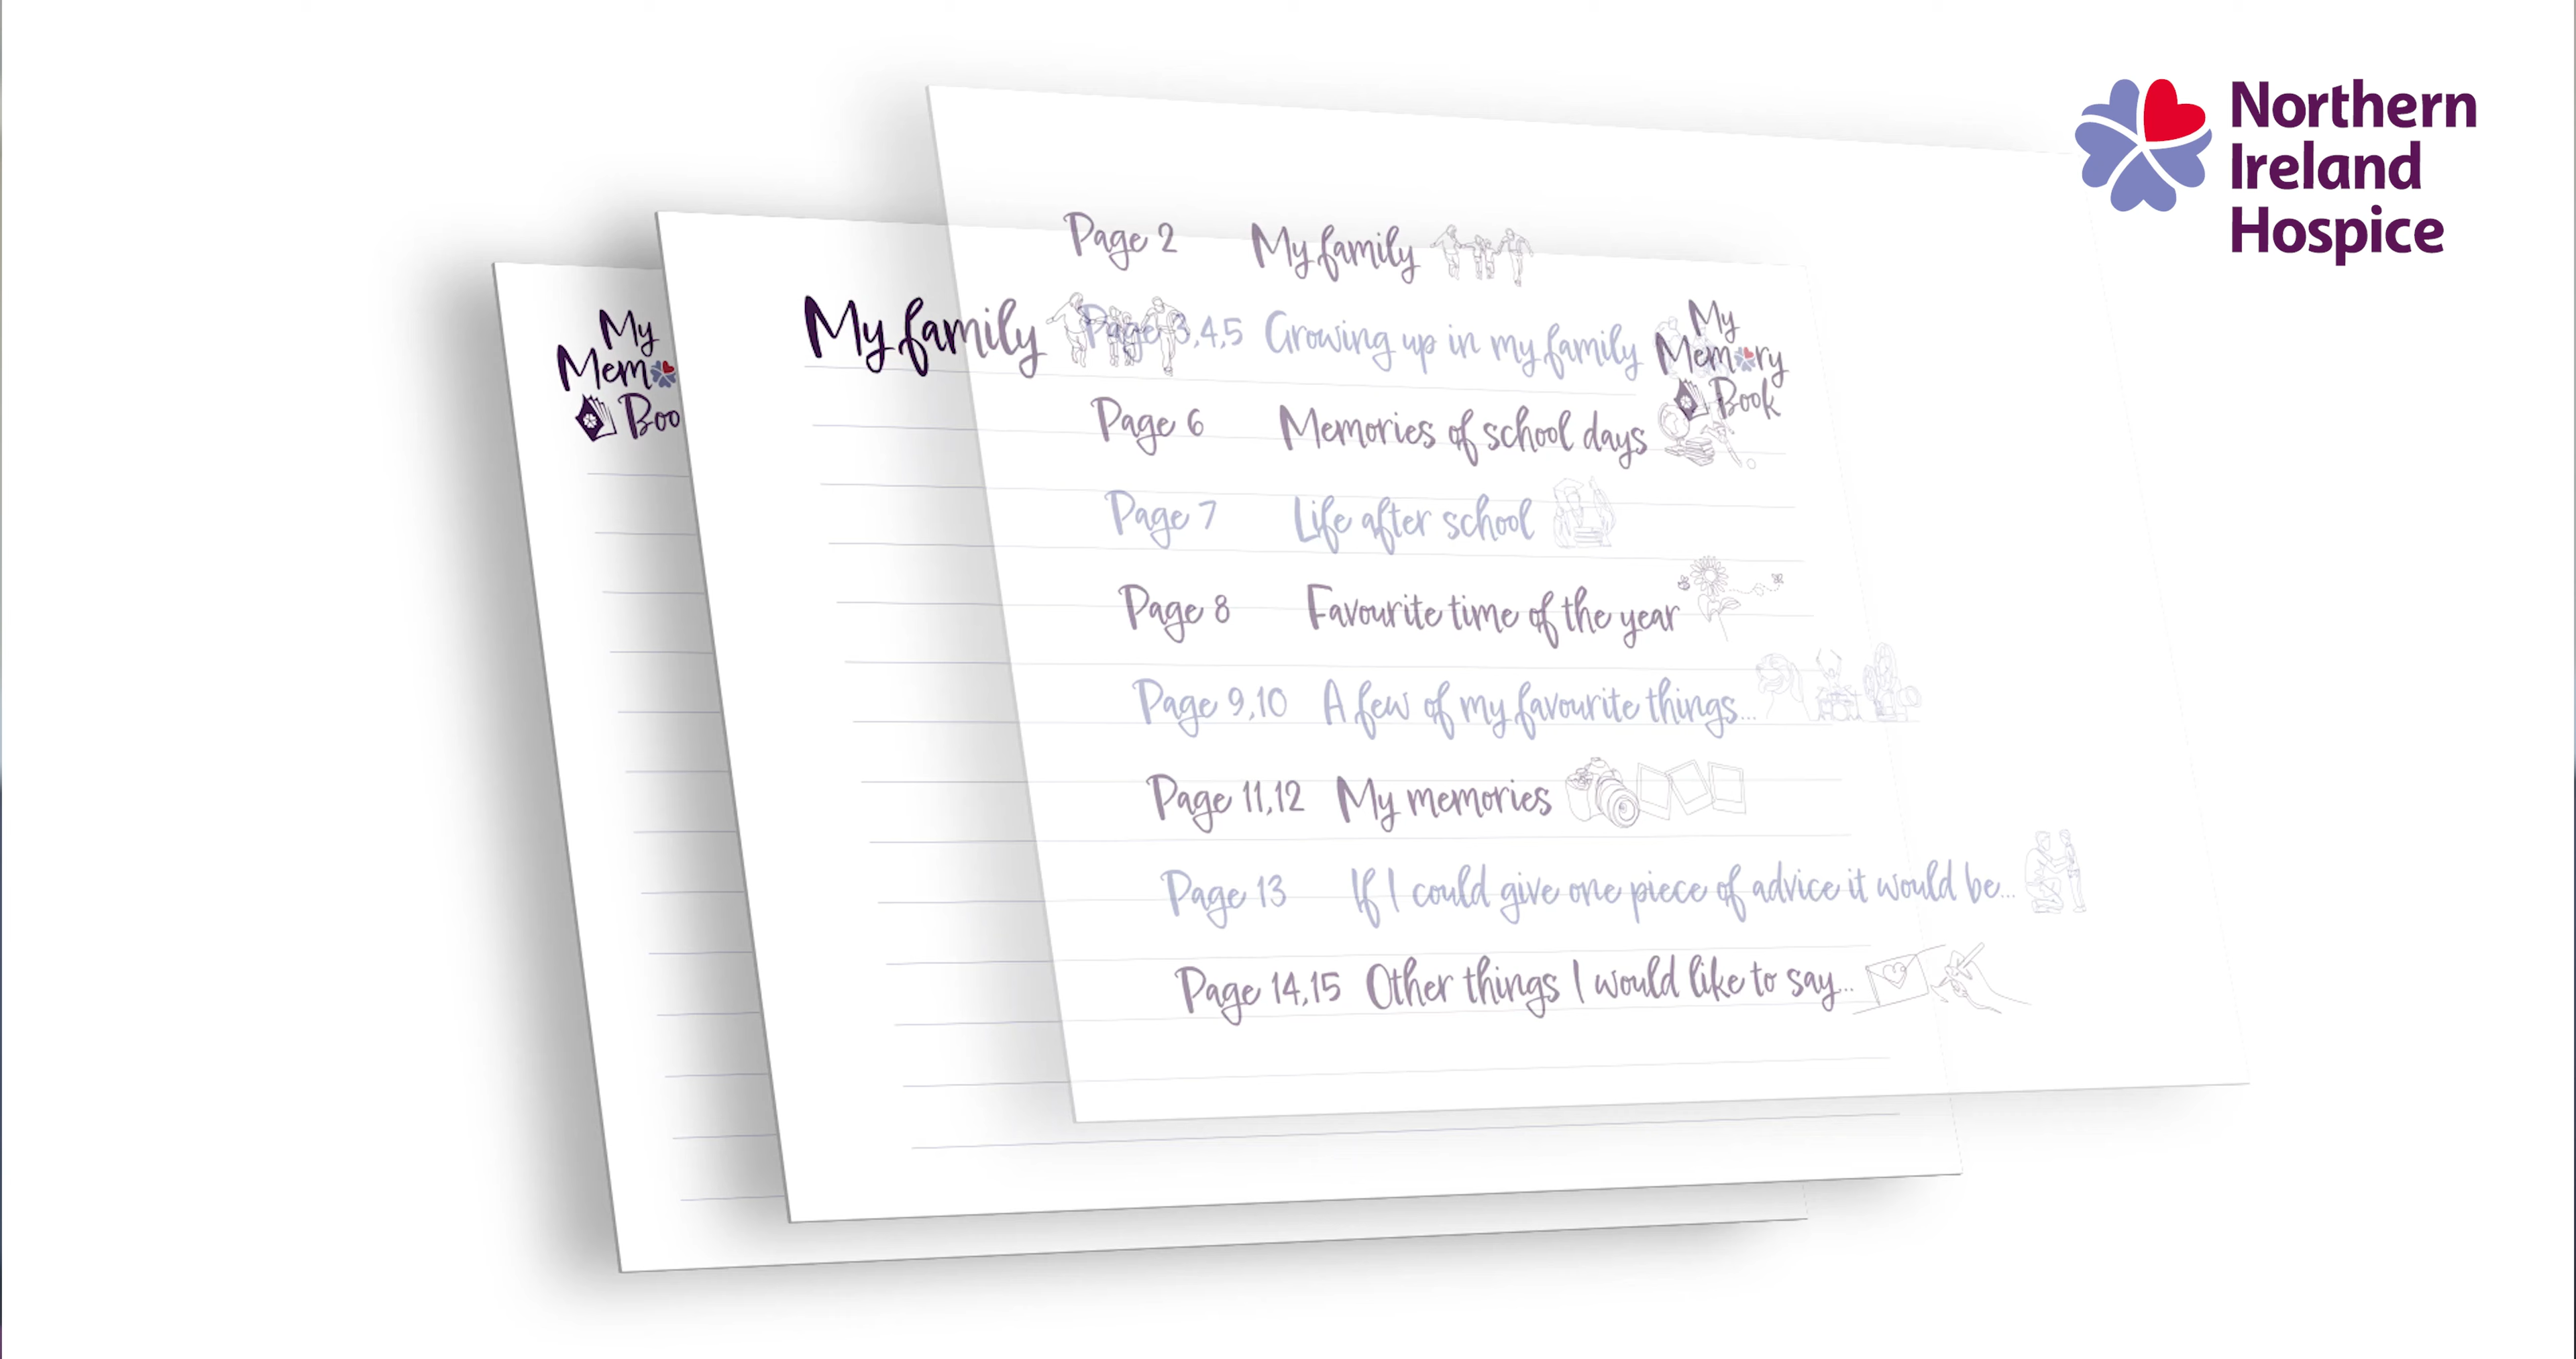 Northern
Ireland
Hospice
Page 2 My family
Page 3,4,5 Growing up in my family
Page 6 Memories of school days
Page 7 Life after school
Page 8 Favourite time of the year
Page 9,10 A few of my favourite things...
Page 11,12 My memories
Page 13 If I could give one piece of advice it would be...
Page 14,15 Other things I would like to say...
My family
My
Memory
Book
My
Mem
Boo